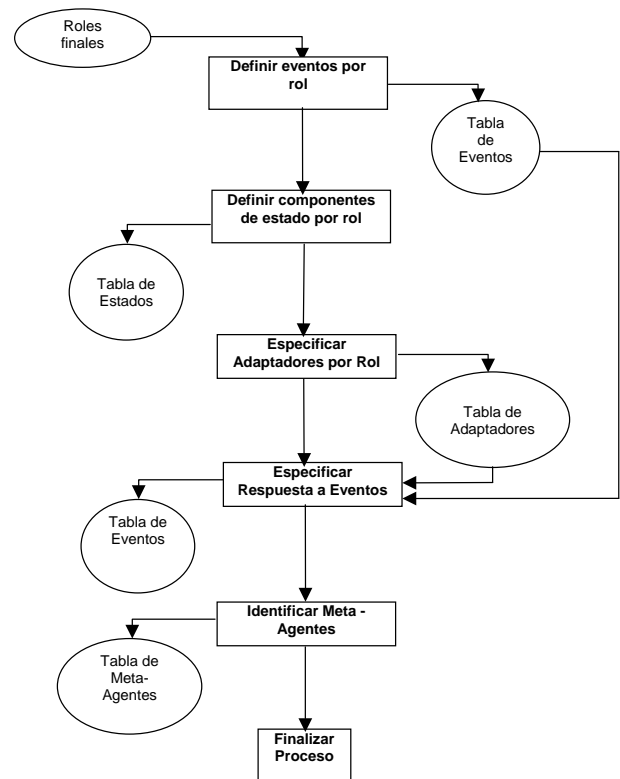 Roles
finales
Definir eventos por
rol
Tabla
de
Eventos
Definir componentes
de estado por rol
Tabla de
Estados
Especificar
Adaptadores por Rol
Tabla de
Adaptadores
Especificar
Respuesta a Eventos
Tabla de
Eventos
Identificar Meta -
Agentes
Tabla de
Meta-
Agentes
Finalizar
Proceso